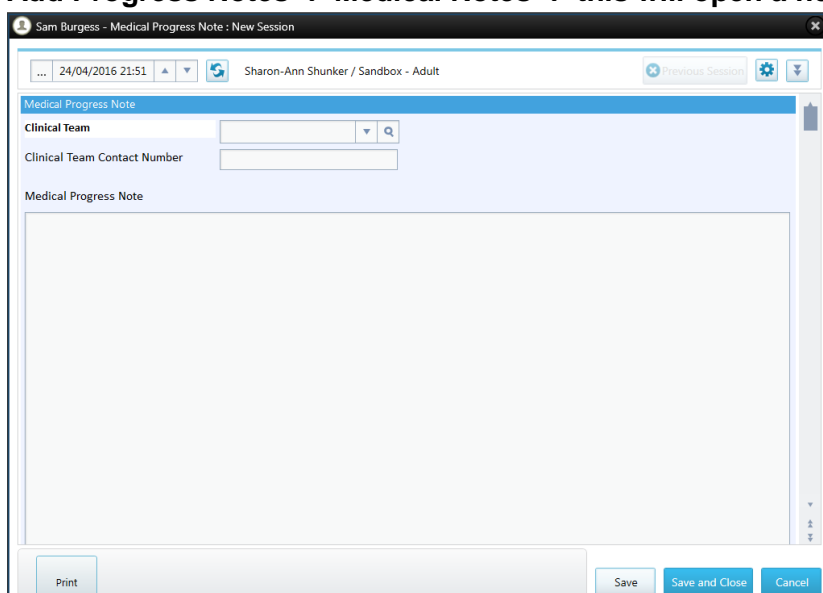 Add Progress Notes → Medical Notes → this will open a
Sam Burgess - Medical Progress Note : New Session
... 24/04/2016 21:51 Sharon-Ann Shunker / Sandbox - Adult Previous Session
Medical Progress Note
Clinical Team
Clinical Team Contact Number
Medical Progress Note
Print Save Save and Close Cancel